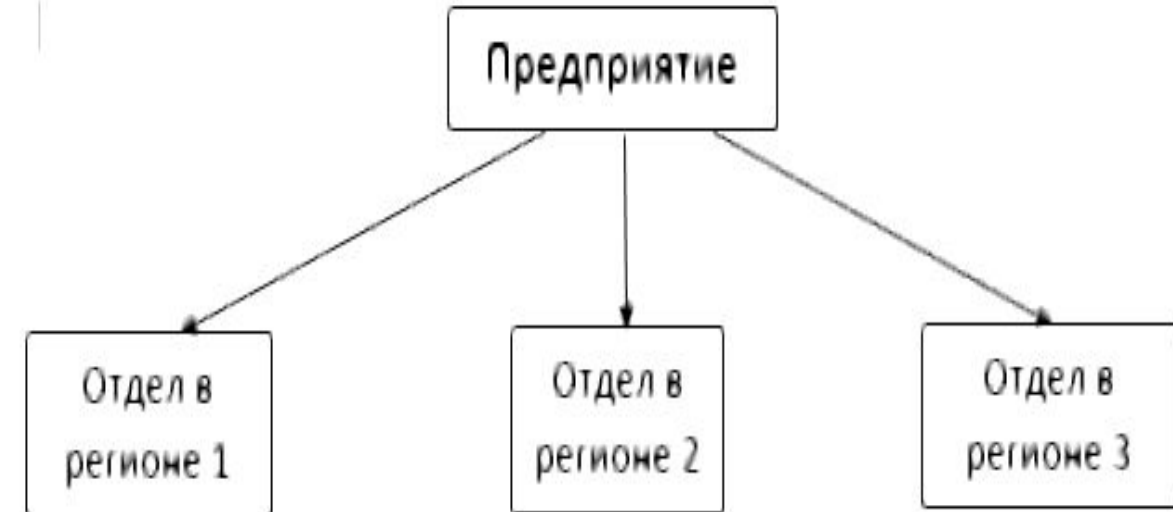 Предприятие
Отдел в
регионе 1
Отдел в
регионе 2
Отдел в
регионе 3